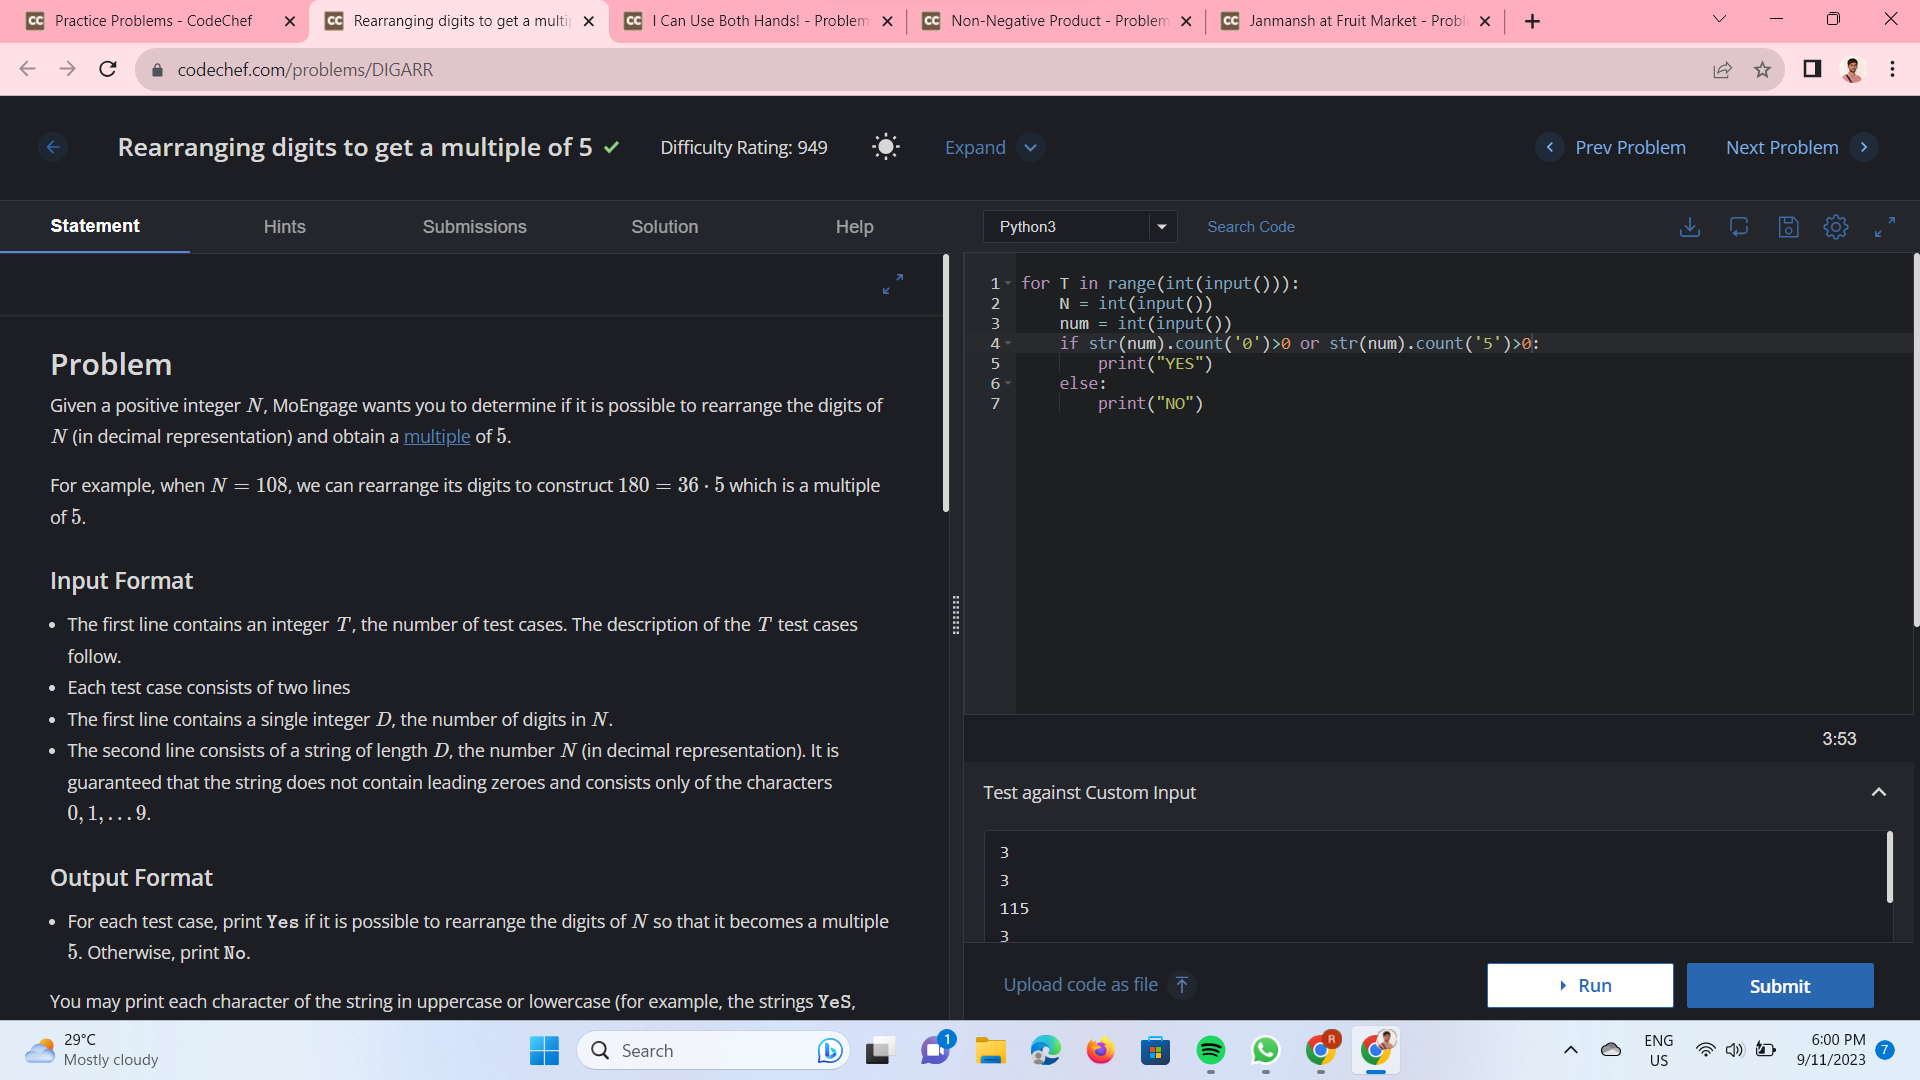 Practice Problems - CodeChef
Rearranging digits to get a multip
I Can Use Both Hands! - Problem
Non-Negative Product - Problem
Janmansh at Fruit Market - Probl
codechef.com/problems/DIGARR
Rearranging digits to get a multiple of 5
Difficulty Rating: 949
Expand
Prev Problem
Next Problem
Statement
Hints
Submissions
Solution
Help
Python3
Search Code
Problem
Given a positive integer N, MoEngage wants you to determine if it is possible to rearrange the digits of
N (in decimal representation) and obtain a multiple of 5.
For example, when N = 108, we can rearrange its digits to construct 180 = 36 · 5 which is a multiple
of 5.
Input Format
• The first line contains an integer T, the number of test cases. The description of the T test cases
follow.
• Each test case consists of two lines
• The first line contains a single integer D, the number of digits in N.
• The second line consists of a string of length D, the number N (in decimal representation). It is
guaranteed that the string does not contain leading zeroes and consists only of the characters
0, 1, … 9.
Output Format
• For each test case, print Yes if it is possible to rearrange the digits of N so that it becomes a multiple
5. Otherwise, print No.
You may print each character of the string in uppercase or lowercase (for example, the strings YeS,
1 for T in range(int(input())):
2     N = int(input())
3     num = int(input())
4     if str(num).count('0')>0 or str(num).count('5')>0:
5         print("YES")
6     else:
7         print("NO")
3:53
Test against Custom Input
3
3
115
3
Upload code as file
Run
Submit
29°C
Mostly cloudy
Search
1
R
ENG
US
6:00 PM
9/11/2023
7